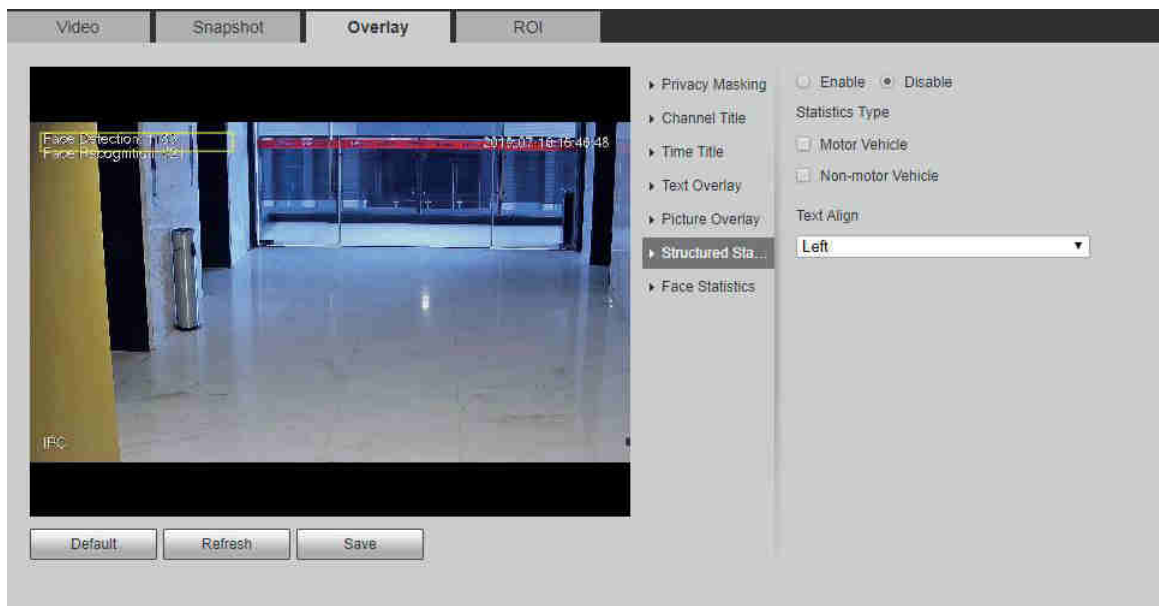 Video
Snapshot
Overlay
ROI
Face Detection
Face Recognition
IPC
Default
Refresh
Save
Privacy Masking
Channel Title
Time Title
Text Overlay
Picture Overlay
Structured Sta...
Face Statistics
Enable
Disable
Statistics Type
Motor Vehicle
Non-motor Vehicle
Text Align
Left